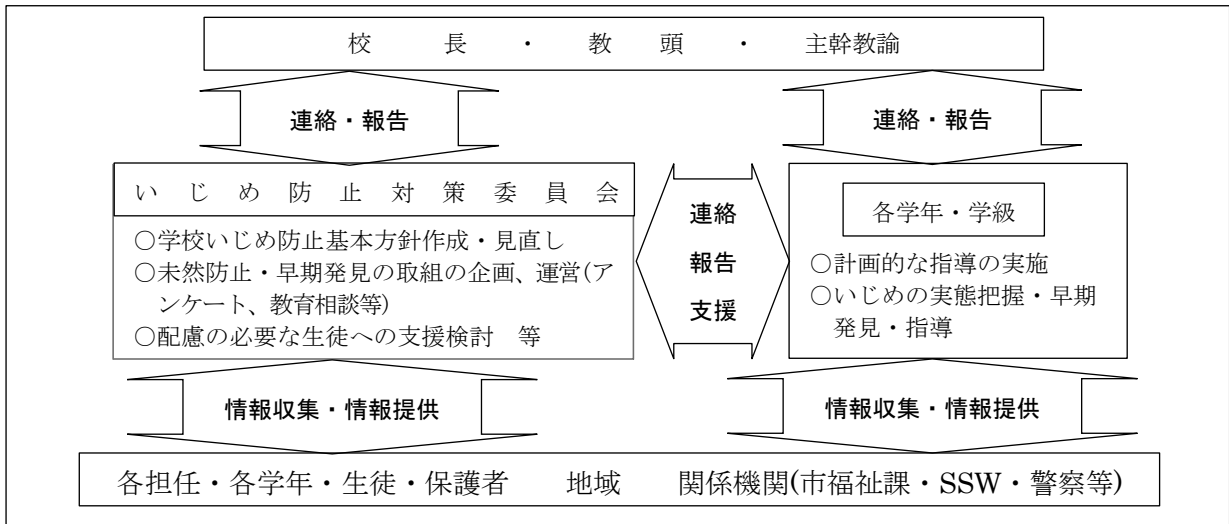 校長・教頭・主幹教諭
連絡・報告
連絡・報告
いじめ防止対策委員会
○学校いじめ防止基本方針作成・見直し
○未然防止・早期発見の取組の企画、運営(ア
ンケート、教育相談等)
○配慮の必要な生徒への支援検討　等
連絡
報告
支援
各学年・学級
○計画的な指導の実施
○いじめの実態把握・早期
発見・指導
情報収集・情報提供
情報収集・情報提供
各担任・各学年・生徒・保護者　地域　関係機関(市福祉課・SSW・警察等)